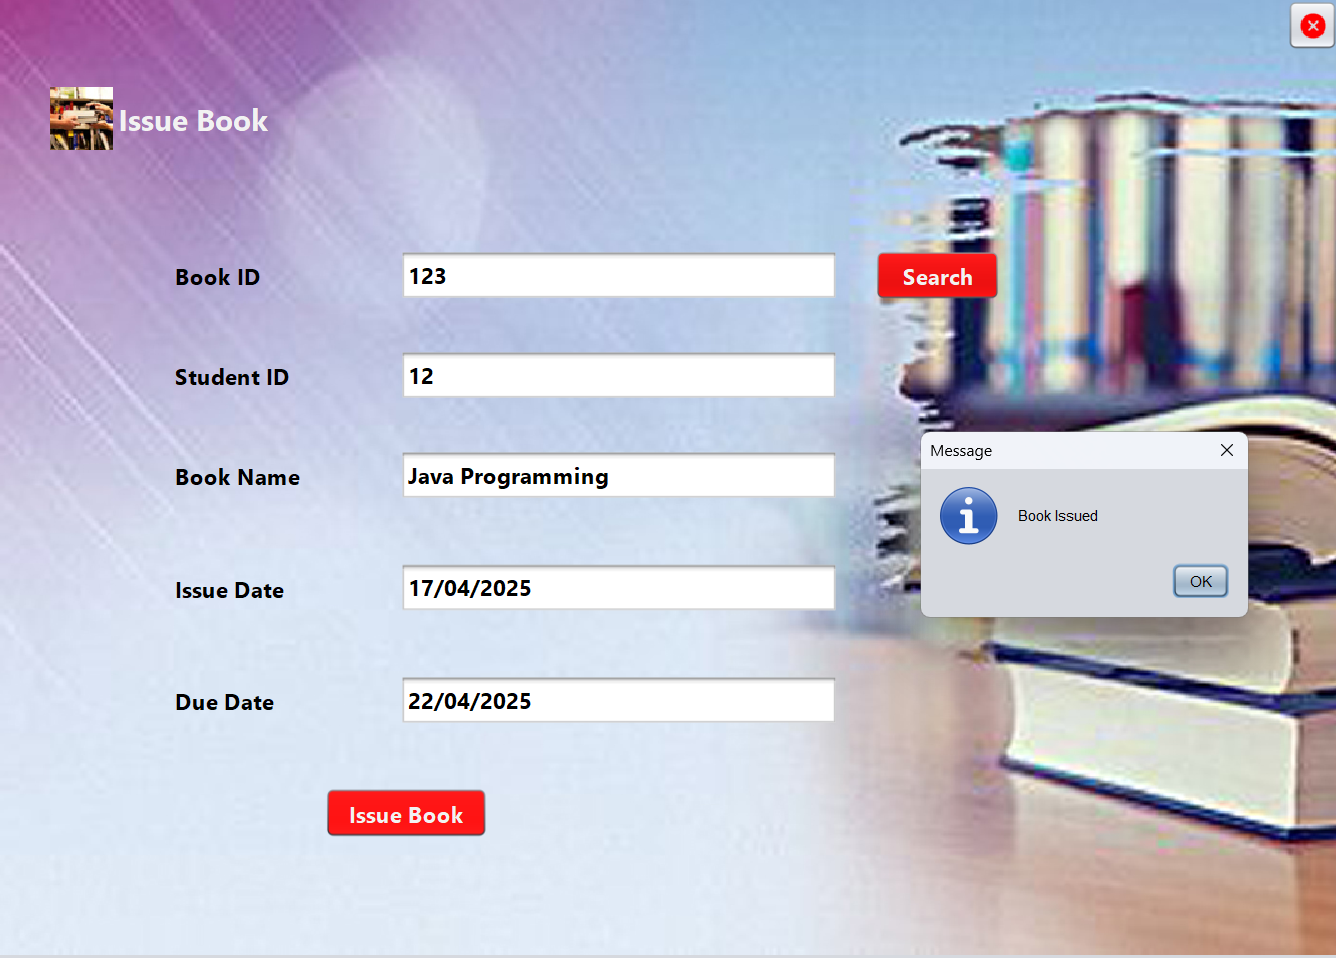 Issue Book
Book ID
123
Search
Student ID
12
Book Name
Java Programming
Message
Book Issued
OK
Issue Date
17/04/2025
Due Date
22/04/2025
Issue Book